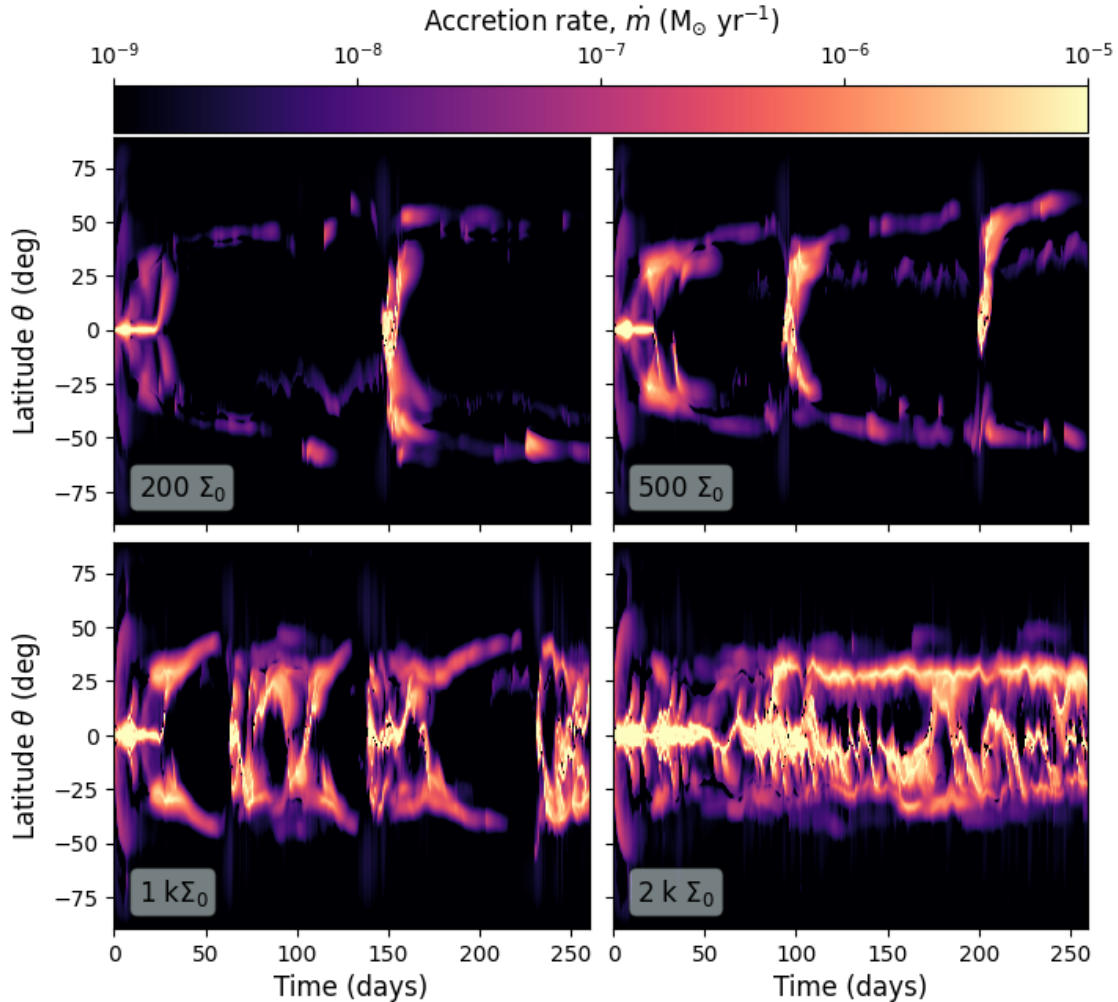 Accretion rate, ṁ (M⊙ yr⁻¹)
10⁻⁹ 10⁻⁸ 10⁻⁷ 10⁻⁶ 10⁻⁵
Latitude θ (deg)
75
50
25
0
−25
−50
−75
200 Σ₀
500 Σ₀
Latitude θ (deg)
75
50
25
0
−25
−50
−75
1 kΣ₀
2 k Σ₀
0 50 100 150 200 250
0 50 100 150 200 250
Time (days)
Time (days)